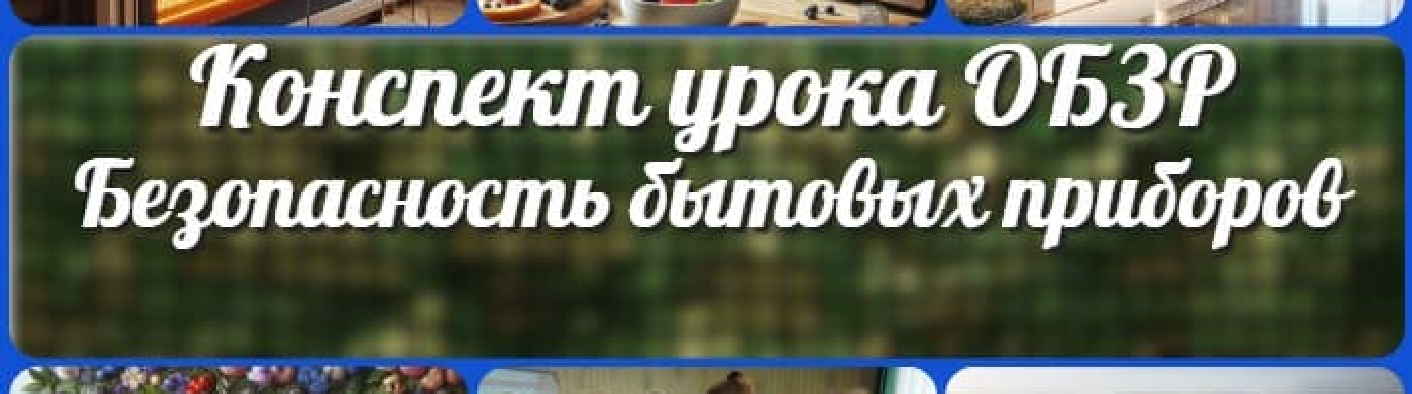 Конспект урока ОБЗР
Безопасность бытовых приборов